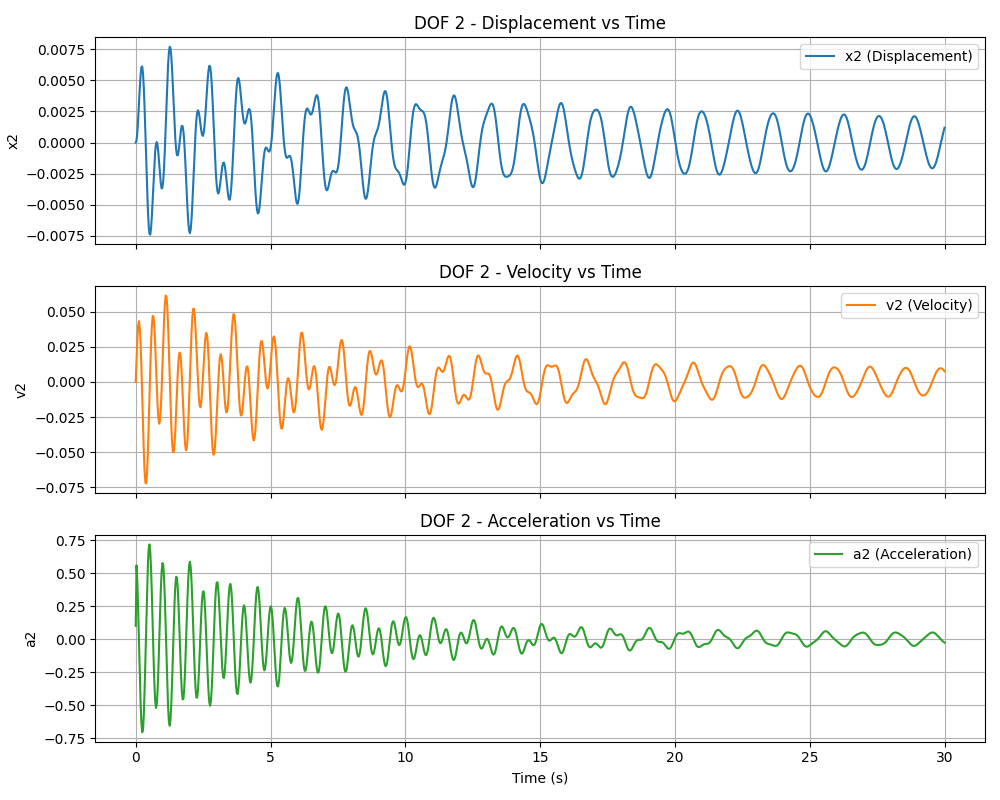 DOF 2 - Displacement vs Time
x2 (Displacement)
0.0075
0.0050
0.0025
0.0000
−0.0025
−0.0050
−0.0075
x2
DOF 2 - Velocity vs Time
v2 (Velocity)
0.050
0.025
0.000
−0.025
−0.050
−0.075
v2
DOF 2 - Acceleration vs Time
a2 (Acceleration)
0.75
0.50
0.25
0.00
−0.25
−0.50
−0.75
a2
0 5 10 15 20 25 30
Time (s)